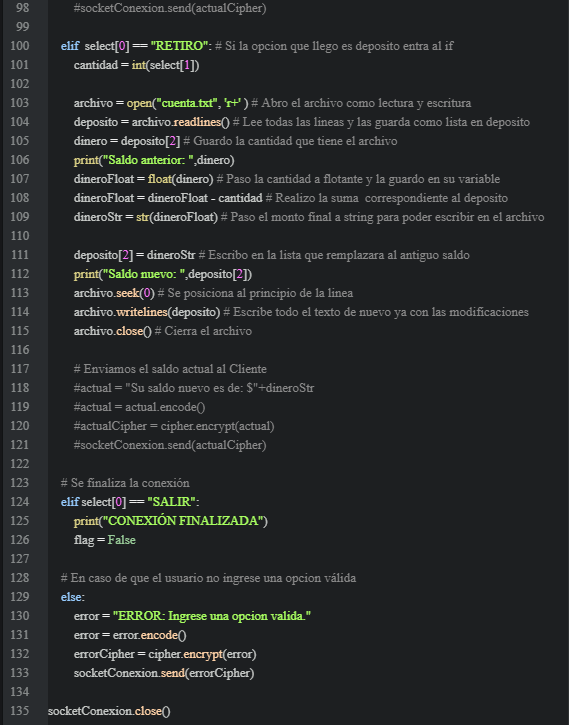 98 #socketConexion.send(actualCipher)
99
100 elif select[0] == "RETIRO": # Si la opcion que llego es deposito entra al if
101 cantidad = int(select[1])
102
103 archivo = open("cuenta.txt", 'r+' ) # Abro el archivo como lectura y escritura
104 deposito = archivo.readlines() # Lee todas las lineas y las guarda como lista en deposito
105 dinero = deposito[2] # Guardo la cantidad que tiene el archivo
106 print("Saldo anterior: ",dinero)
107 dineroFloat = float(dinero) # Paso la cantidad a flotante y la guardo en su variable
108 dineroFloat = dineroFloat - cantidad # Realizo la suma correspondiente al deposito
109 dineroStr = str(dineroFloat) # Paso el monto final a string para poder escribir en el archivo
110
111 deposito[2] = dineroStr # Escribo en la lista que remplazara al antiguo saldo
112 print("Saldo nuevo: ",deposito[2])
113 archivo.seek(0) # Se posiciona al principio de la linea
114 archivo.writelines(deposito) # Escribe todo el texto de nuevo ya con las modificaciones
115 archivo.close() # Cierra el archivo
116
117 # Enviamos el saldo actual al Cliente
118 #actual = "Su saldo nuevo es de: $"+dineroStr
119 #actual = actual.encode()
120 #actualCipher = cipher.encrypt(actual)
121 #socketConexion.send(actualCipher)
122
123 # Se finaliza la conexión
124 elif select[0] == "SALIR":
125 print("CONEXIÓN FINALIZADA")
126 flag = False
127
128 # En caso de que el usuario no ingrese una opcion válida
129 else:
130 error = "ERROR: Ingrese una opcion valida."
131 error = error.encode()
132 errorCipher = cipher.encrypt(error)
133 socketConexion.send(errorCipher)
134
135 socketConexion.close()